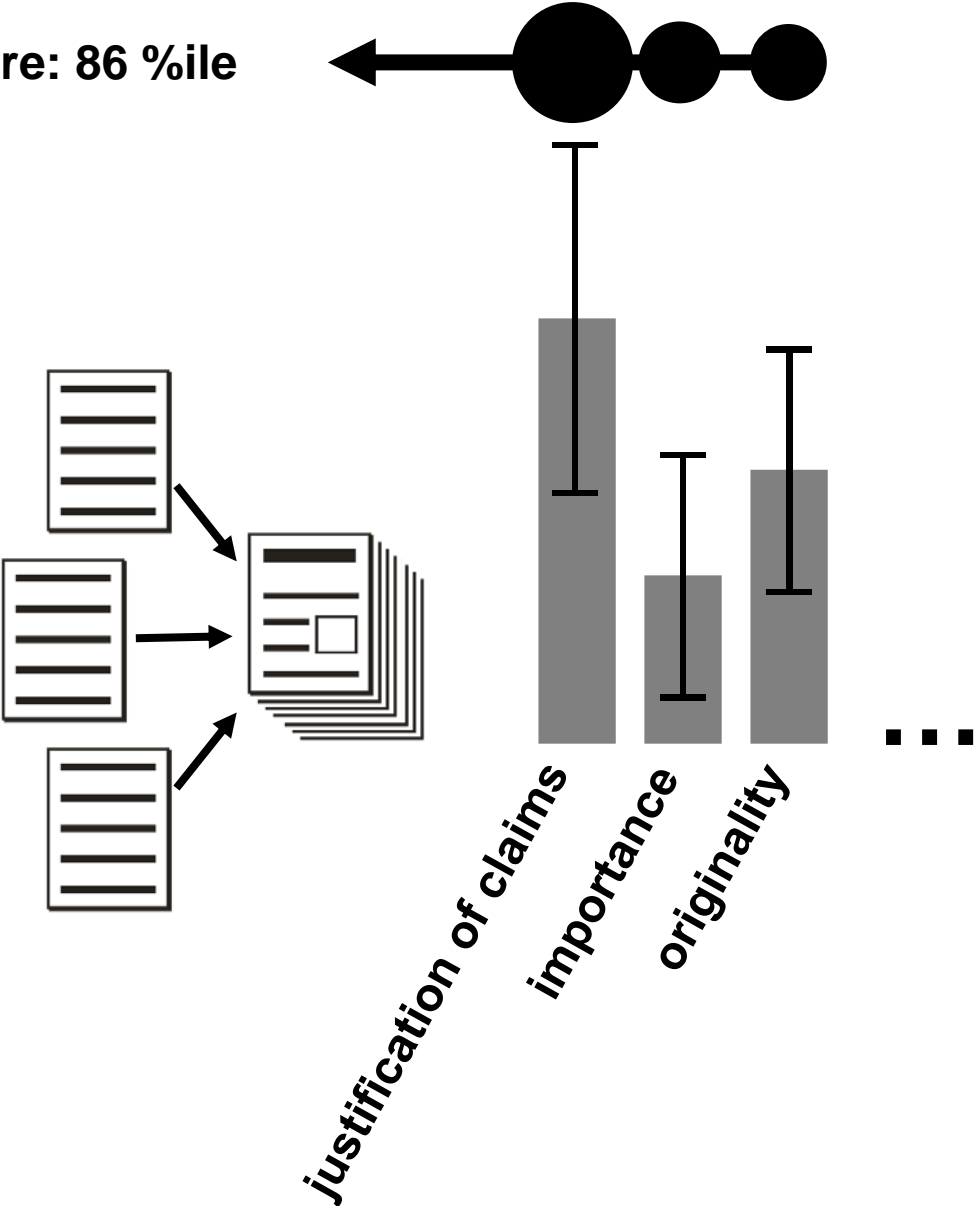 re: 86 %ile
justification of claims
importance
originality
...